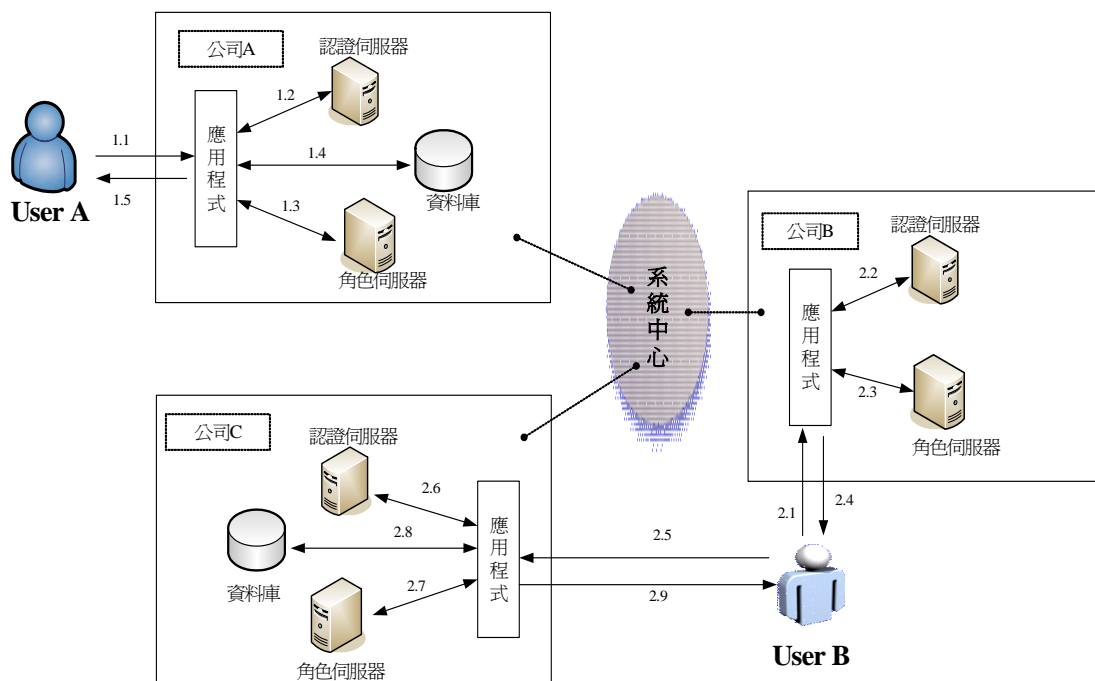 公司A
認證伺服器
應用程式
1.1
1.2
1.3
1.4
1.5
資料庫
角色伺服器
User A
系統中心
公司B
認證伺服器
應用程式
2.2
2.3
角色伺服器
2.1
2.4
公司C
認證伺服器
2.6
應用程式
2.8
資料庫
2.7
角色伺服器
2.5
2.9
User B